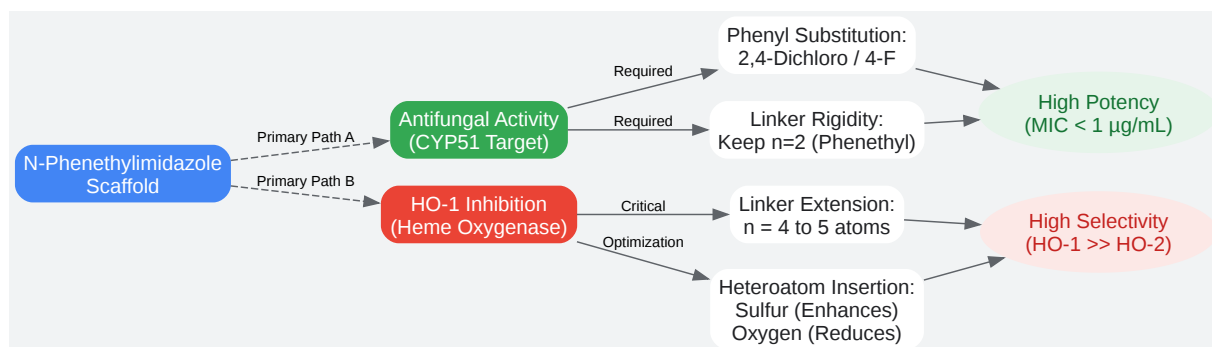 N-Phenethylimidazole
Scaffold
Primary Path A
Primary Path B
Antifungal Activity
(CYP51 Target)
HO-1 Inhibition
(Heme Oxygenase)
Required
Required
Critical
Optimization
Phenyl Substitution:
2,4-Dichloro / 4-F
Linker Rigidity:
Keep n=2 (Phenethyl)
Linker Extension:
n = 4 to 5 atoms
Heteroatom Insertion:
Sulfur (Enhances)
Oxygen (Reduces)
High Potency
(MIC < 1 µg/mL)
High Selectivity
(HO-1 >> HO-2)